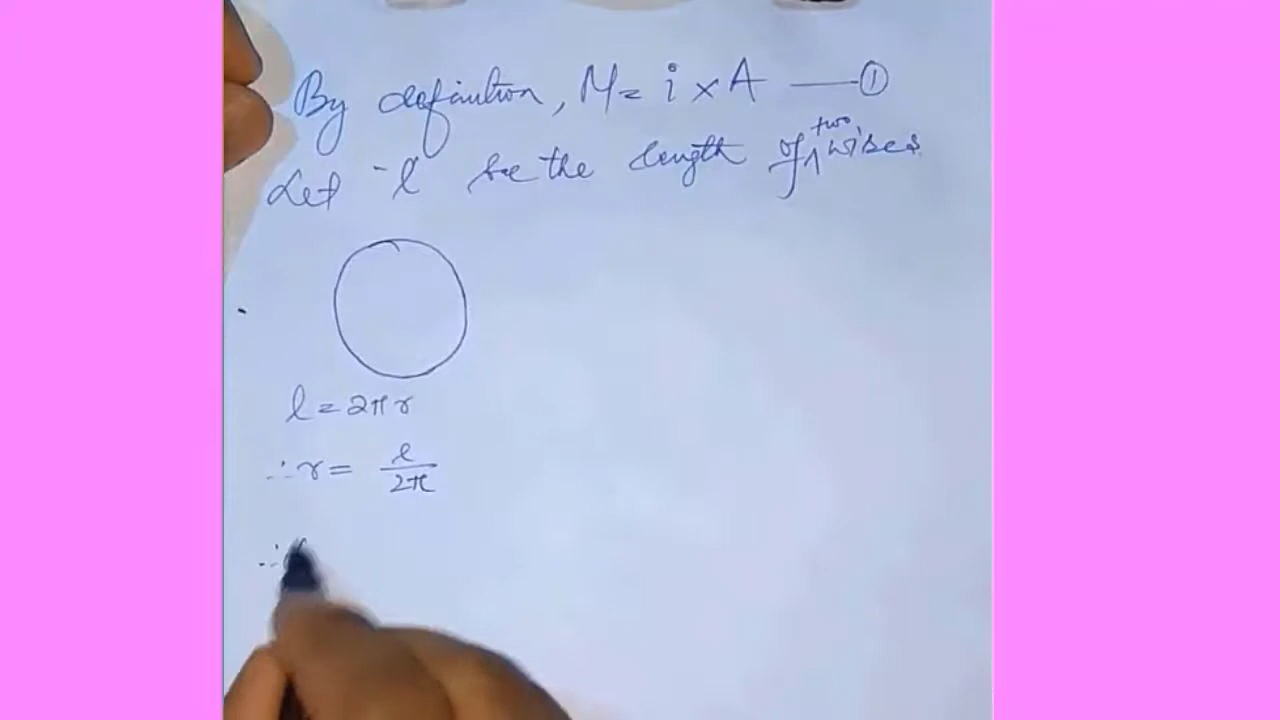 By definition, M = i × A —— ①
Let 'l' be the length of two wires.
l = 2πr
∴ r = l/2π
∴